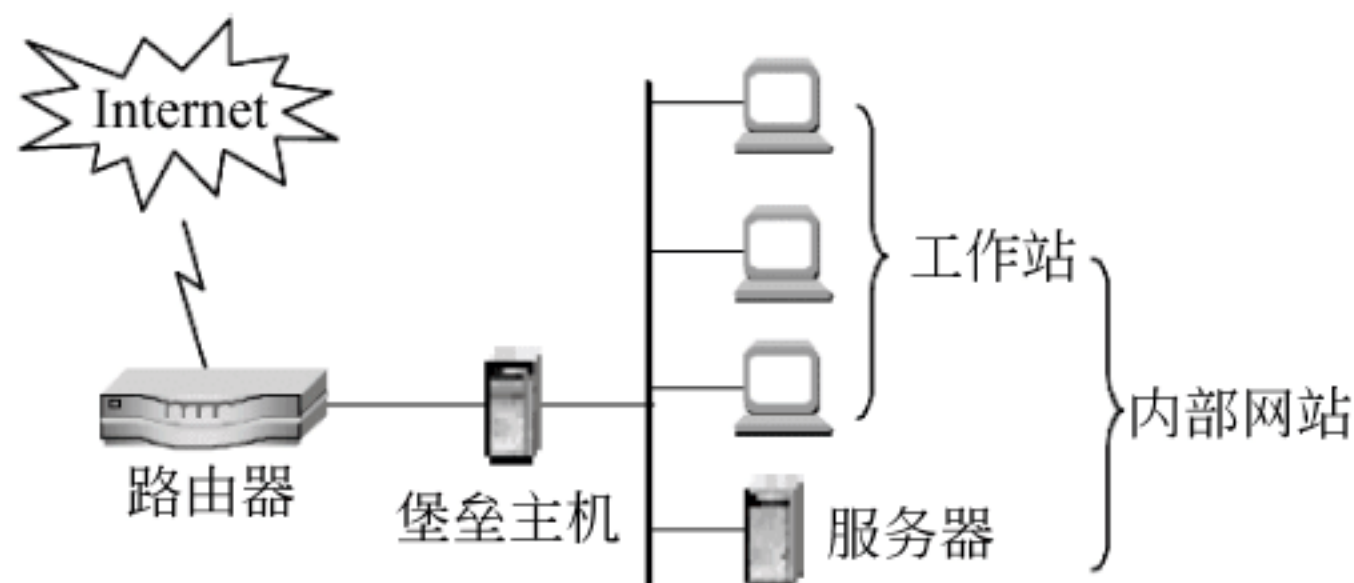 Internet
路由器
堡垒主机
工作站
服务器
内部网站